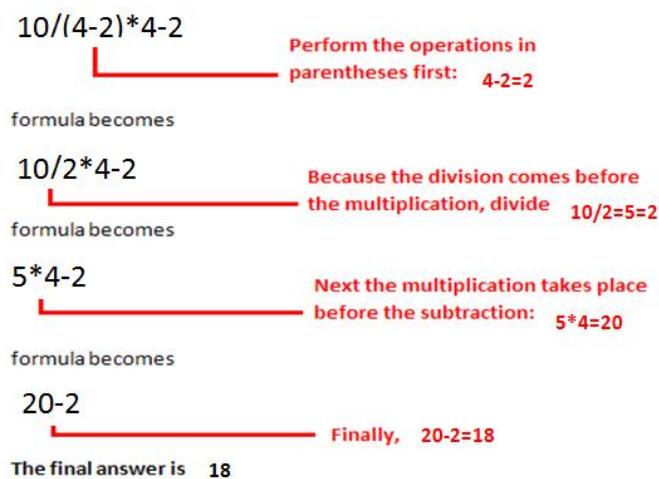 10/(4-2)*4-2
Perform the operations in
parentheses first: 4-2=2
formula becomes
10/2*4-2
Because the division comes before
the multiplication, divide 10/2=5=2
formula becomes
5*4-2
Next the multiplication takes place
before the subtraction: 5*4=20
formula becomes
20-2
Finally, 20-2=18
The final answer is 18